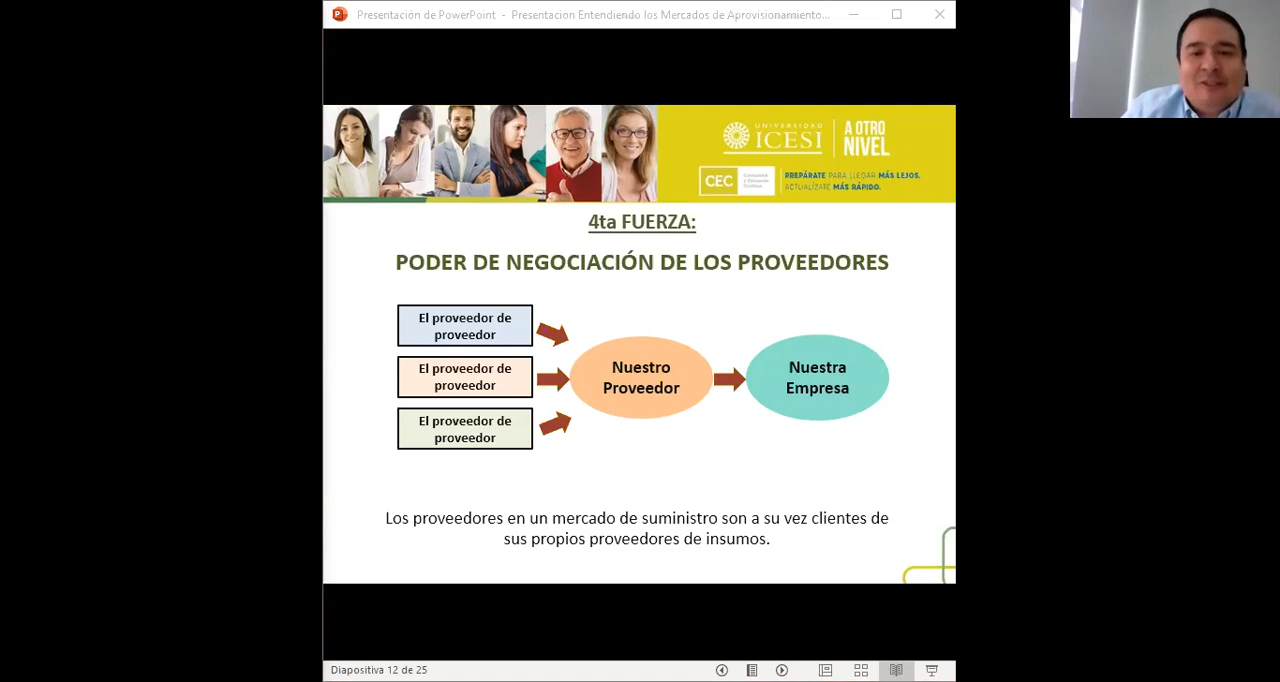 Presentación de PowerPoint - Presentacion Entendiendo los Mercados de Aprovisionamiento...
UNIVERSIDAD
ICESI
A OTRO
NIVEL
CEC
PREPÁRATE PARA LLEGAR MÁS LEJOS.
ACTUALÍZATE MÁS RÁPIDO.
4ta FUERZA:
PODER DE NEGOCIACIÓN DE LOS PROVEEDORES
El proveedor de
proveedor
El proveedor de
proveedor
El proveedor de
proveedor
Nuestro
Proveedor
Nuestra
Empresa
Los proveedores en un mercado de suministro son a su vez clientes de
sus propios proveedores de insumos.
Diapositiva 12 de 25